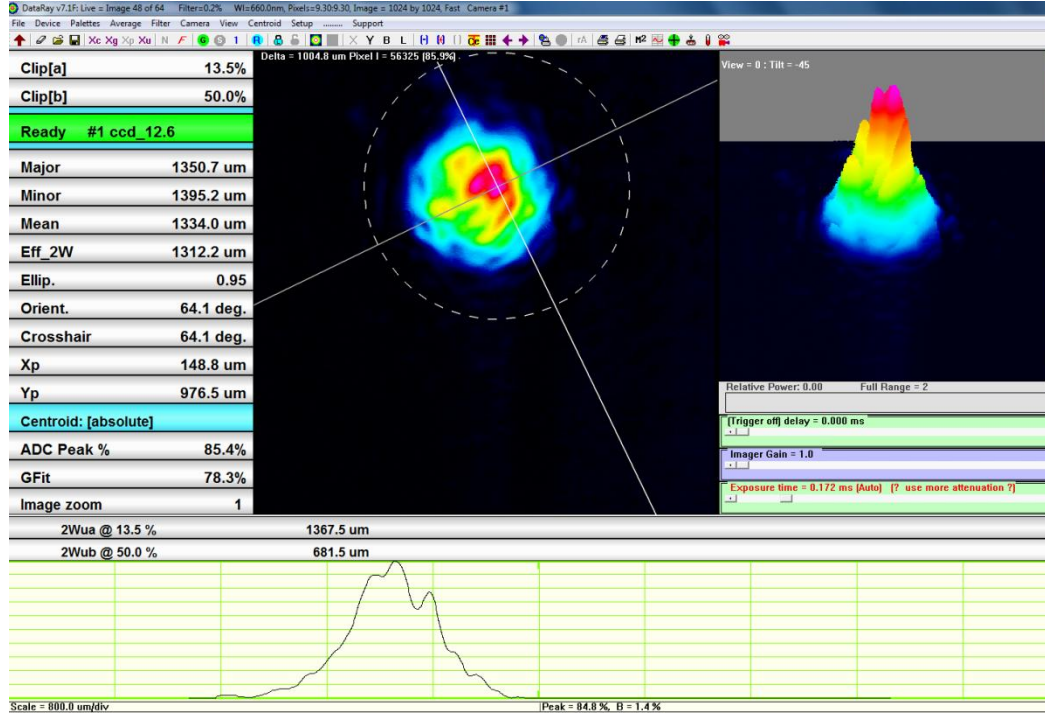 DataRay v7.1F: Live = Image 48 of 64 Filter=0.2% Wl=660.0nm, Pixels=9.30:9.30, Image = 1024 by 1024, Fast Camera #1
File Device Palettes Average Filter Camera View Centroid Setup ........ Support
Xc Xg Xp Xu N F G S 1 R X Y B L rA M²
Clip[a] 13.5%
Clip[b] 50.0%
Ready #1 ccd_12.6
Major 1350.7 um
Minor 1395.2 um
Mean 1334.0 um
Eff_2W 1312.2 um
Ellip. 0.95
Orient. 64.1 deg.
Crosshair 64.1 deg.
Xp 148.8 um
Yp 976.5 um
Centroid: [absolute]
ADC Peak % 85.4%
GFit 78.3%
Image zoom 1
Delta = 1004.8 um Pixel I = 56325 (85.9%)
View = 0 : Tilt = -45
Relative Power: 0.00 Full Range = 2
[Trigger off] delay = 0.000 ms
Imager Gain = 1.0
Exposure time = 0.172 ms (Auto) (? use more attenuation ?)
2Wua @ 13.5 % 1367.5 um
2Wub @ 50.0 % 681.5 um
Scale = 800.0 um/div Peak = 84.8 %, B = 1.4 %